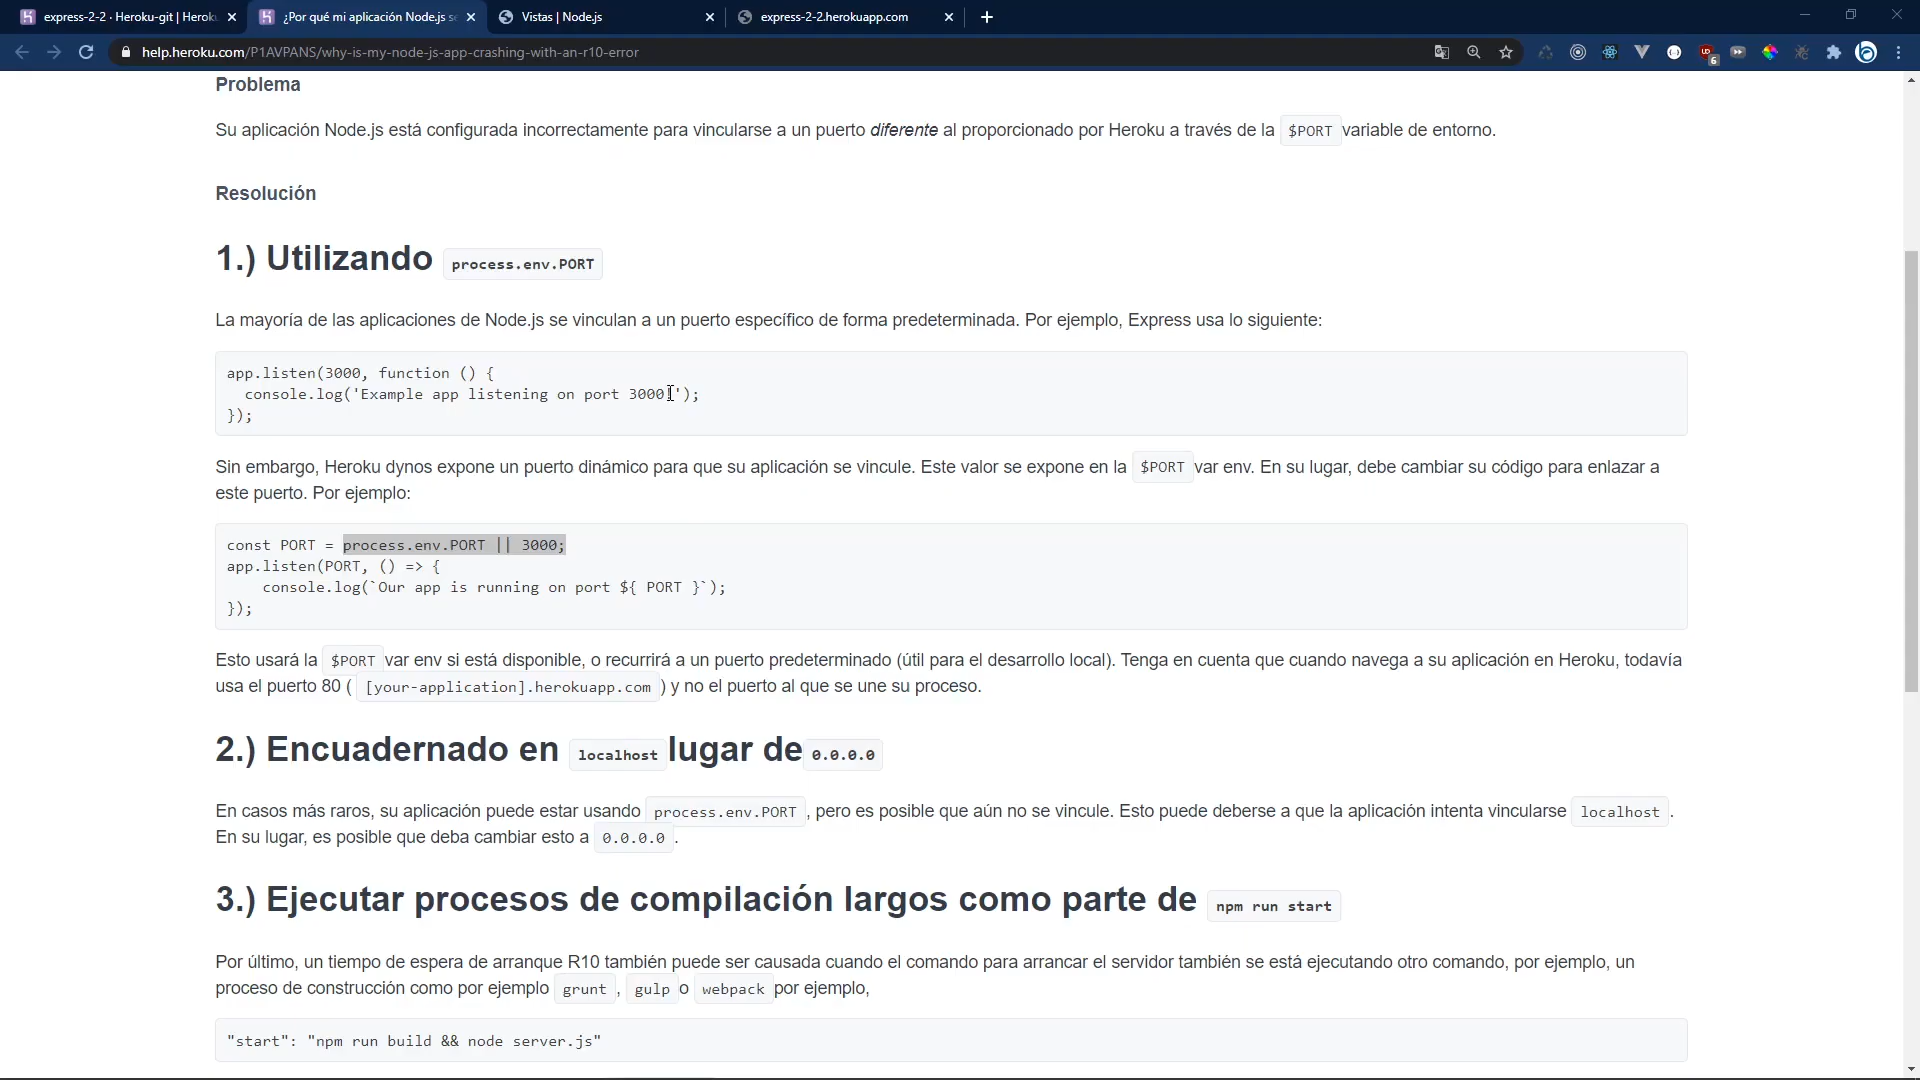 express-2-2 · Heroku-git | Heroku
¿Por qué mi aplicación Node.js se
Vistas | Node.js
express-2-2.herokuapp.com
help.heroku.com/P1AVPANS/why-is-my-node-js-app-crashing-with-an-r10-error
6
Problema
Su aplicación Node.js está configurada incorrectamente para vincularse a un puerto diferente al proporcionado por Heroku a través de la $PORT variable de entorno.
Resolución
1.) Utilizando process.env.PORT
La mayoría de las aplicaciones de Node.js se vinculan a un puerto específico de forma predeterminada. Por ejemplo, Express usa lo siguiente:
app.listen(3000, function () {
console.log('Example app listening on port 3000!');
});
Sin embargo, Heroku dynos expone un puerto dinámico para que su aplicación se vincule. Este valor se expone en la $PORT var env. En su lugar, debe cambiar su código para enlazar a
este puerto. Por ejemplo:
const PORT = process.env.PORT || 3000;
app.listen(PORT, () => {
console.log(`Our app is running on port ${ PORT }`);
});
Esto usará la $PORT var env si está disponible, o recurrirá a un puerto predeterminado (útil para el desarrollo local). Tenga en cuenta que cuando navega a su aplicación en Heroku, todavía
usa el puerto 80 ( [your-application].herokuapp.com ) y no el puerto al que se une su proceso.
2.) Encuadernado en localhost lugar de 0.0.0.0
En casos más raros, su aplicación puede estar usando process.env.PORT , pero es posible que aún no se vincule. Esto puede deberse a que la aplicación intenta vincularse localhost .
En su lugar, es posible que deba cambiar esto a 0.0.0.0 .
3.) Ejecutar procesos de compilación largos como parte de npm run start
Por último, un tiempo de espera de arranque R10 también puede ser causada cuando el comando para arrancar el servidor también se está ejecutando otro comando, por ejemplo, un
proceso de construcción como por ejemplo grunt , gulp o webpack por ejemplo,
"start": "npm run build && node server.js"